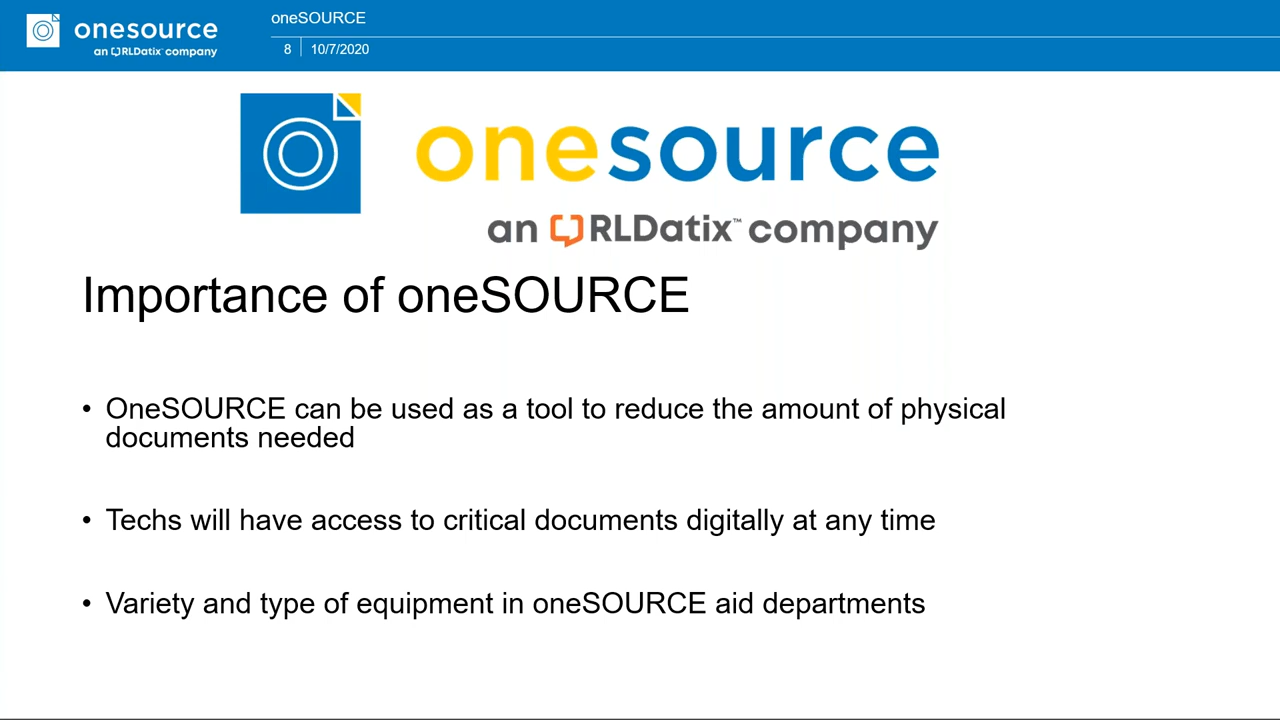 onesource
an RLDatix company
oneSOURCE
8 10/7/2020
onesource
an RLDatix™ company
Importance of oneSOURCE
• OneSOURCE can be used as a tool to reduce the amount of physical
documents needed
• Techs will have access to critical documents digitally at any time
• Variety and type of equipment in oneSOURCE aid departments